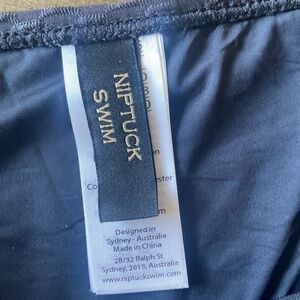 NIPTUCK
SWIM
Designed in
Sydney - Australia
Made in China
28/32 Ralph St
Sydney, 2015, Australia
www.niptuckswim.com